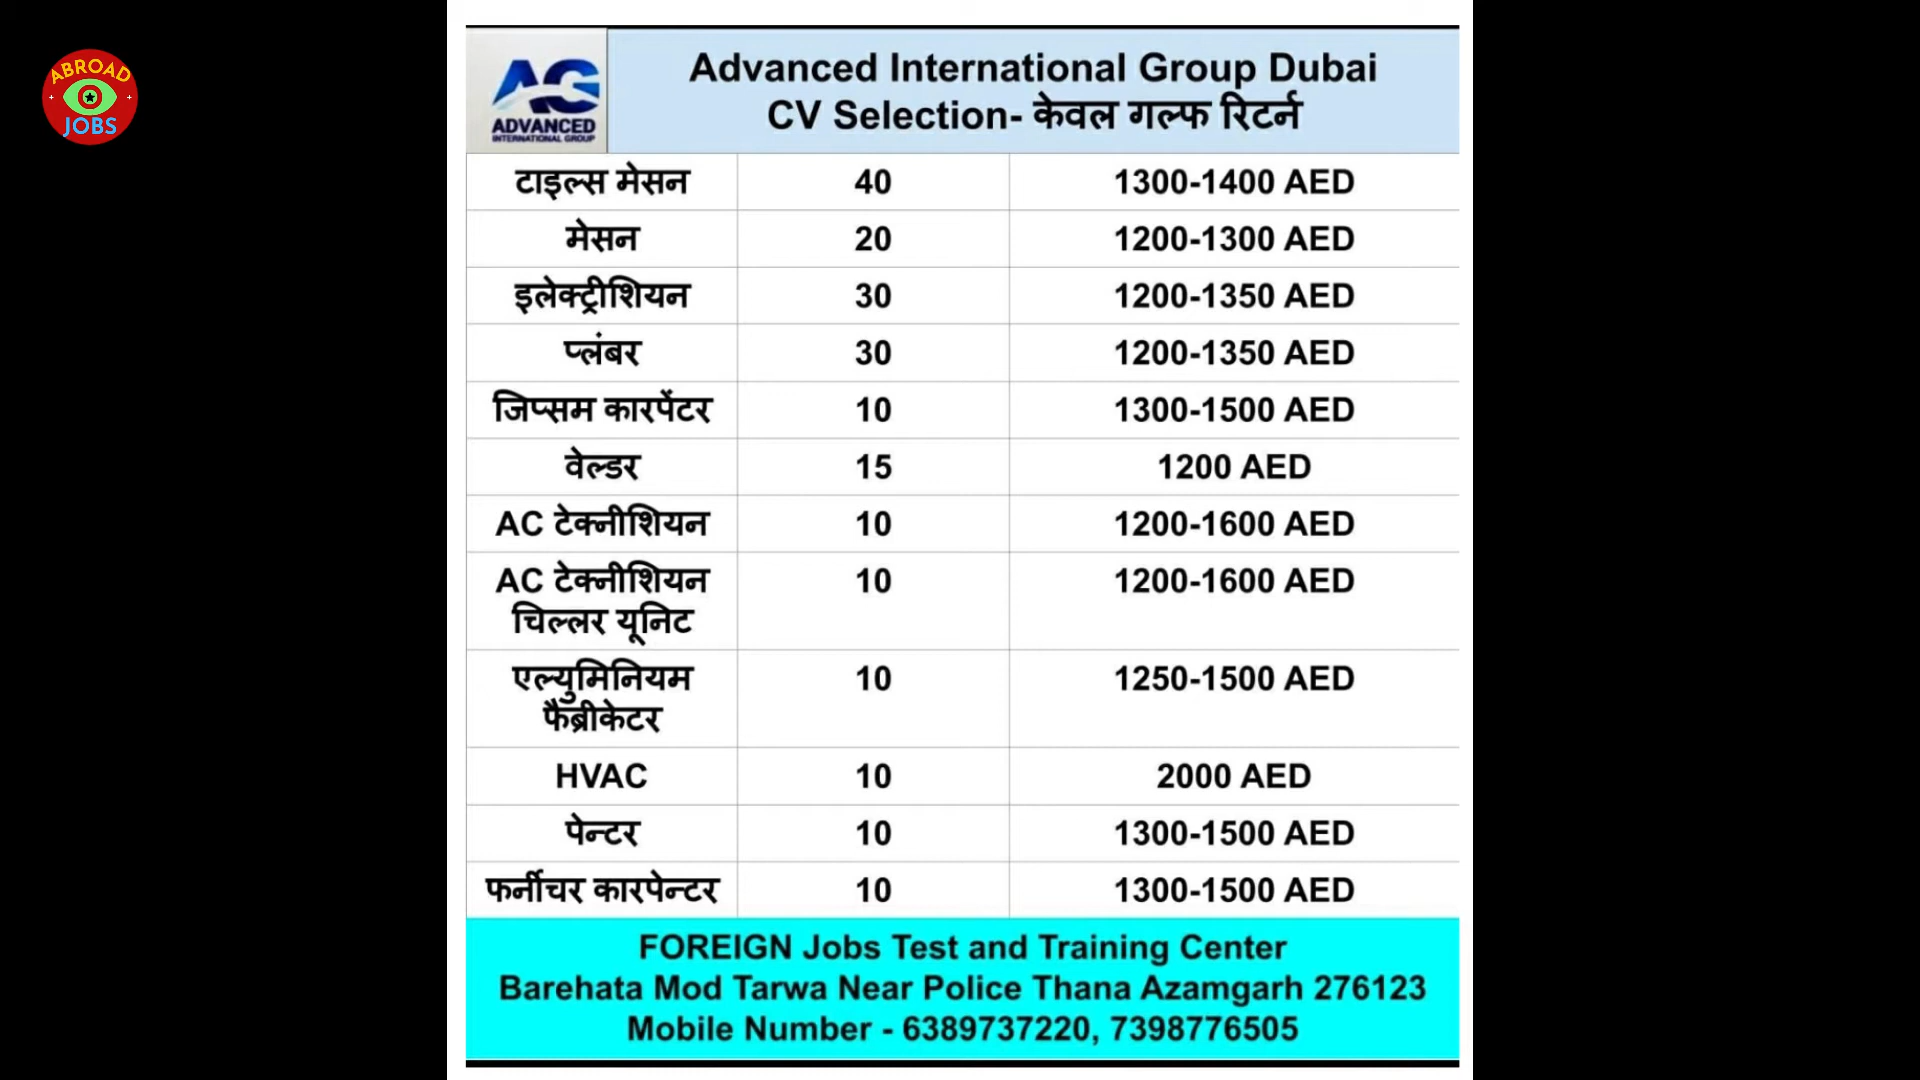 ABROAD
JOBS
AG
ADVANCED
INTERNATIONAL GROUP
Advanced International Group Dubai
CV Selection- केवल गल्फ रिटर्न
टाइल्स मेसन 40 1300-1400 AED
मेसन 20 1200-1300 AED
इलेक्ट्रीशियन 30 1200-1350 AED
प्लंबर 30 1200-1350 AED
जिप्सम कारपेंटर 10 1300-1500 AED
वेल्डर 15 1200 AED
AC टेक्नीशियन 10 1200-1600 AED
AC टेक्नीशियन 10 1200-1600 AED
चिल्लर यूनिट
एल्युमिनियम 10 1250-1500 AED
फैब्रीकेटर
HVAC 10 2000 AED
पेन्टर 10 1300-1500 AED
फर्नीचर कारपेन्टर 10 1300-1500 AED
FOREIGN Jobs Test and Training Center
Barehata Mod Tarwa Near Police Thana Azamgarh 276123
Mobile Number - 6389737220, 7398776505